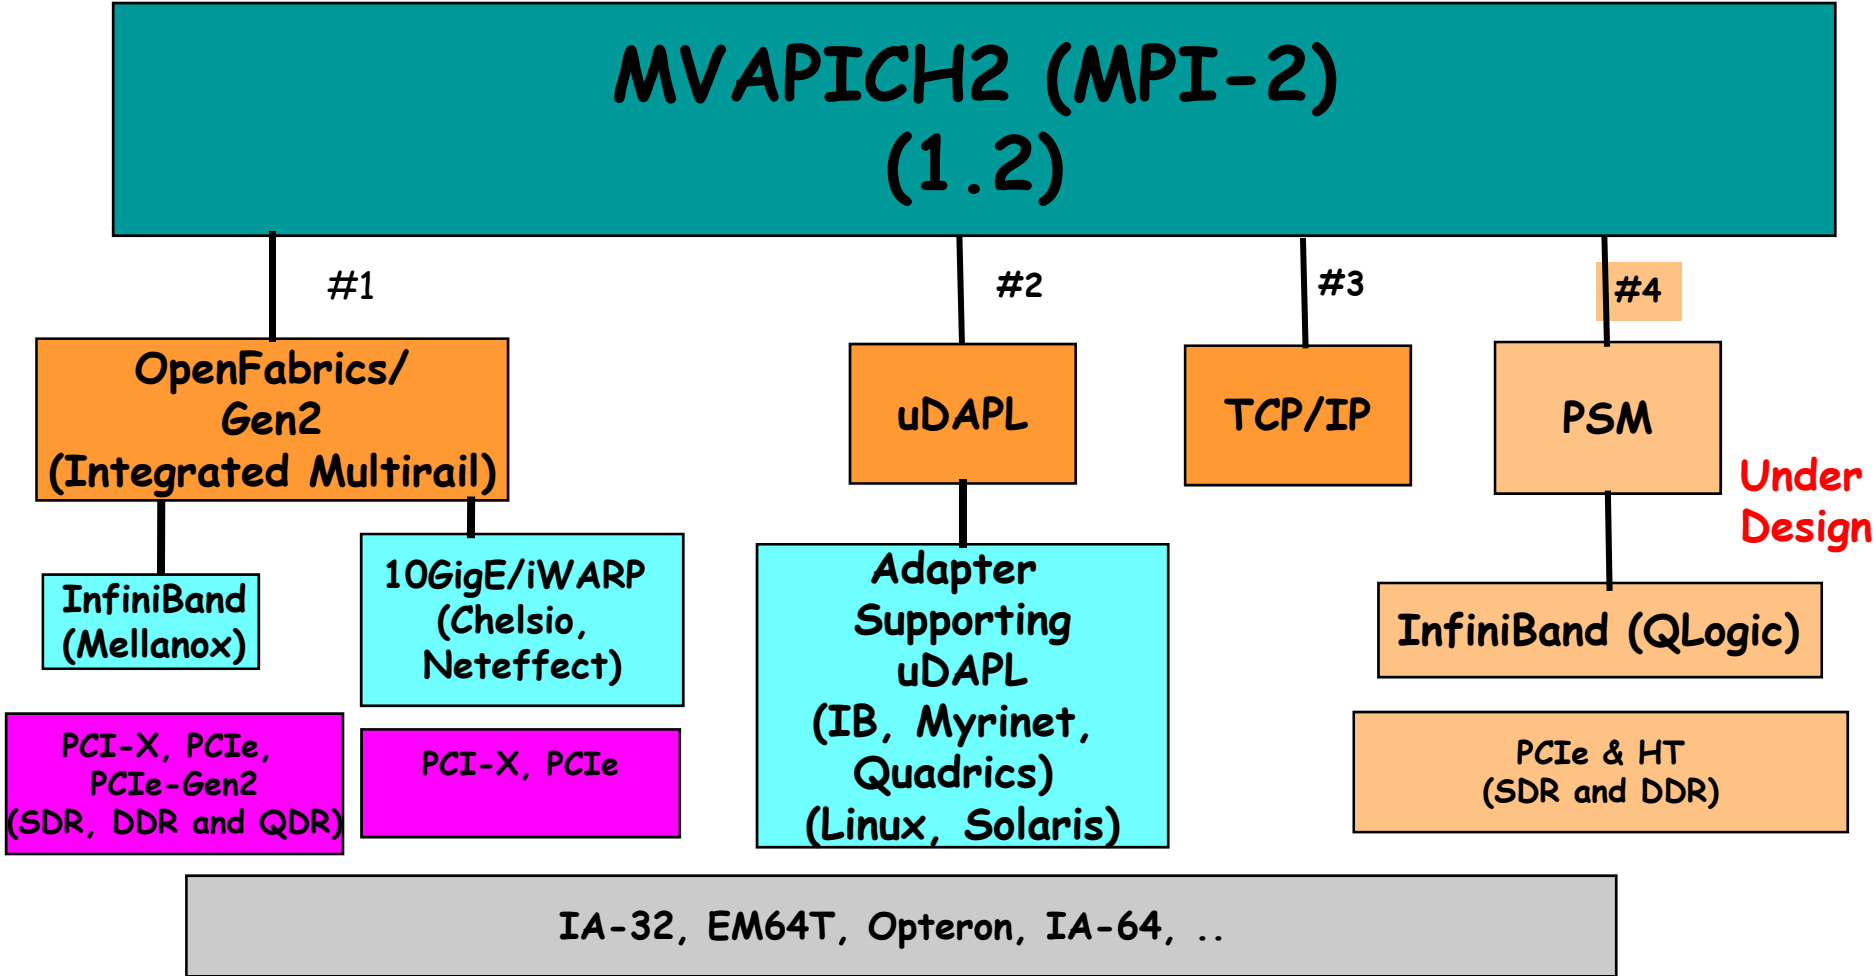 MVAPICH2 (MPI-2)
(1.2)
#1
#2
#3
#4
OpenFabrics/
Gen2
(Integrated Multirail)
uDAPL
TCP/IP
PSM
Under
Design
InfiniBand
(Mellanox)
10GigE/iWARP
(Chelsio,
Neteffect)
Adapter
Supporting
uDAPL
(IB, Myrinet,
Quadrics)
(Linux, Solaris)
InfiniBand (QLogic)
PCI-X, PCIe,
PCIe-Gen2
(SDR, DDR and QDR)
PCI-X, PCIe
PCIe & HT
(SDR and DDR)
IA-32, EM64T, Opteron, IA-64, ..